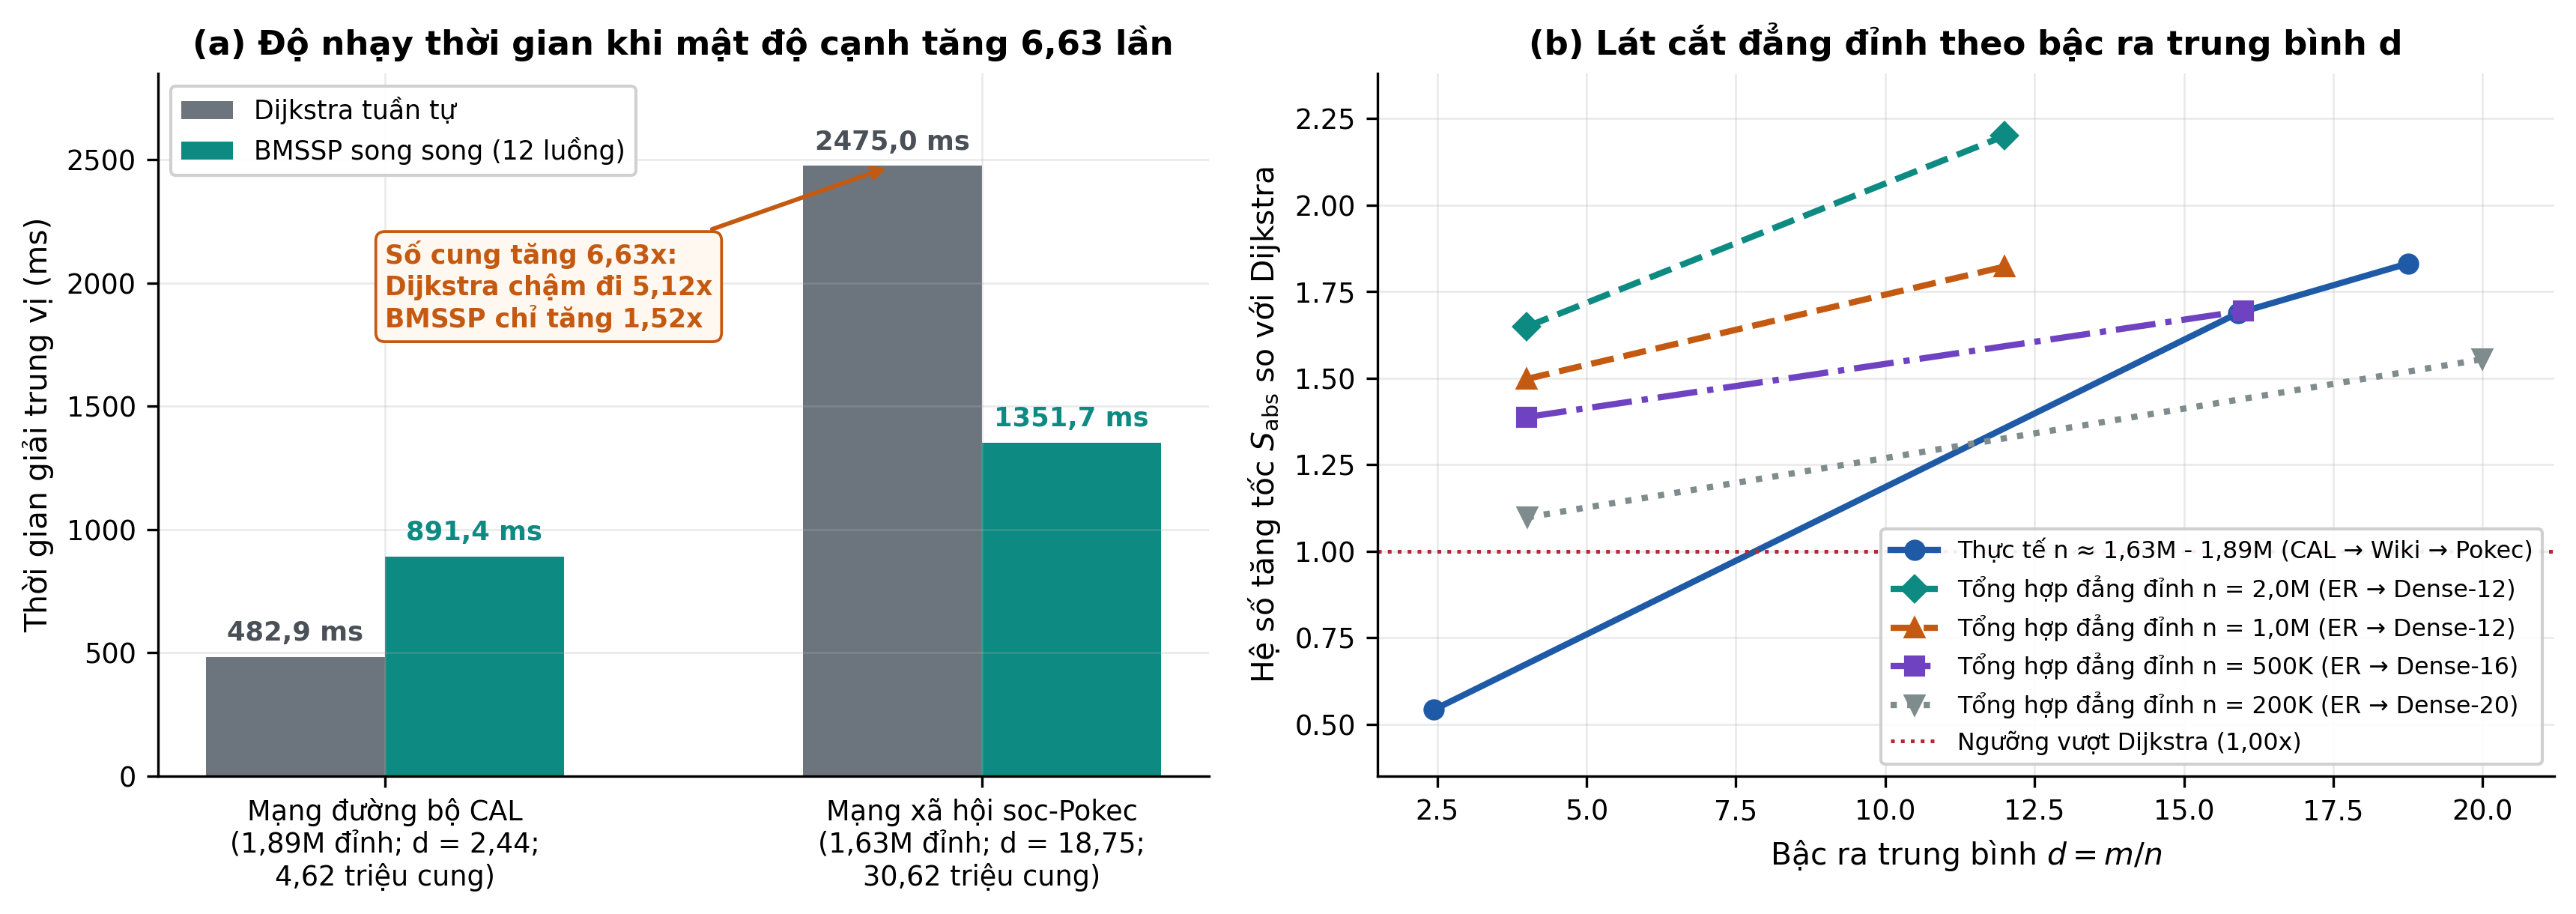 (a) Độ nhạy thời gian khi mật độ cạnh tăng 6,63 lần
Thời gian giải trung vị (ms)
2500
2000
1500
1000
500
0
Dijkstra tuần tự
BMSSP song song (12 luồng)
2475,0 ms
Số cung tăng 6,63x:
Dijkstra chậm đi 5,12x
BMSSP chỉ tăng 1,52x
1351,7 ms
891,4 ms
482,9 ms
Mạng đường bộ CAL
(1,89M đỉnh; d = 2,44;
4,62 triệu cung)
Mạng xã hội soc-Pokec
(1,63M đỉnh; d = 18,75;
30,62 triệu cung)
(b) Lát cắt đẳng đỉnh theo bậc ra trung bình d
Hệ số tăng tốc S_abs so với Dijkstra
2.25
2.00
1.75
1.50
1.25
1.00
0.75
0.50
Thực tế n ≈ 1,63M - 1,89M (CAL → Wiki → Pokec)
Tổng hợp đẳng đỉnh n = 2,0M (ER → Dense-12)
Tổng hợp đẳng đỉnh n = 1,0M (ER → Dense-12)
Tổng hợp đẳng đỉnh n = 500K (ER → Dense-16)
Tổng hợp đẳng đỉnh n = 200K (ER → Dense-20)
Ngưỡng vượt Dijkstra (1,00x)
2.5 5.0 7.5 10.0 12.5 15.0 17.5 20.0
Bậc ra trung bình d = m/n